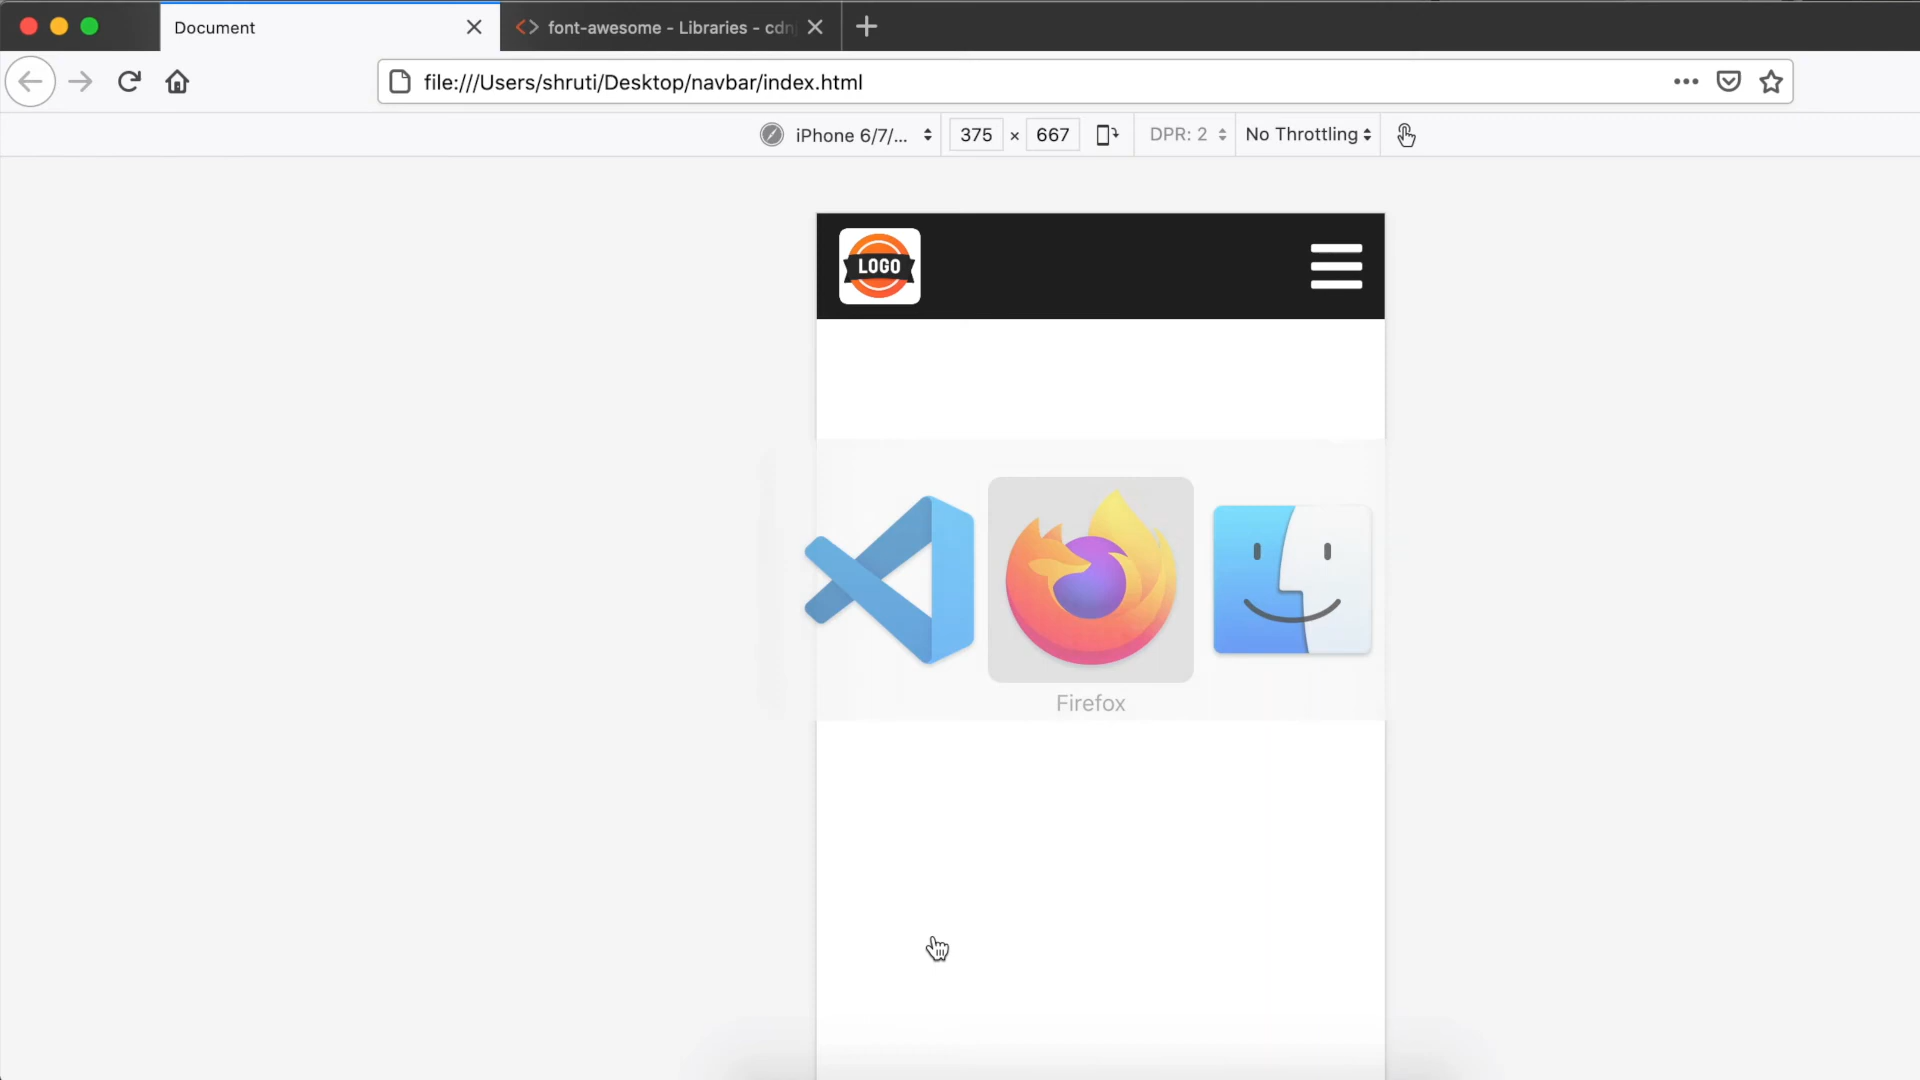 Document
font-awesome - Libraries - cdn
file:///Users/shruti/Desktop/navbar/index.html
iPhone 6/7/... 375 × 667 DPR: 2 No Throttling
LOGO
Firefox